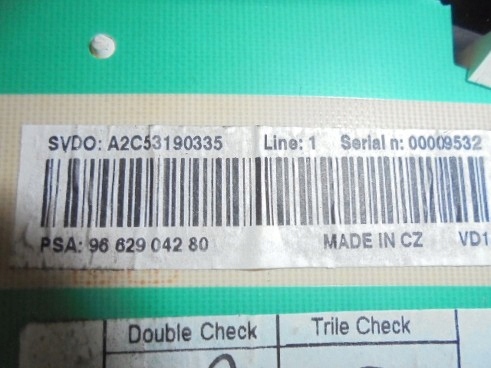 SVDO: A2C53190335 Line: 1 Serial n: 00009532
PSA: 96 629 042 80 MADE IN CZ VD1
Double Check Trile Check